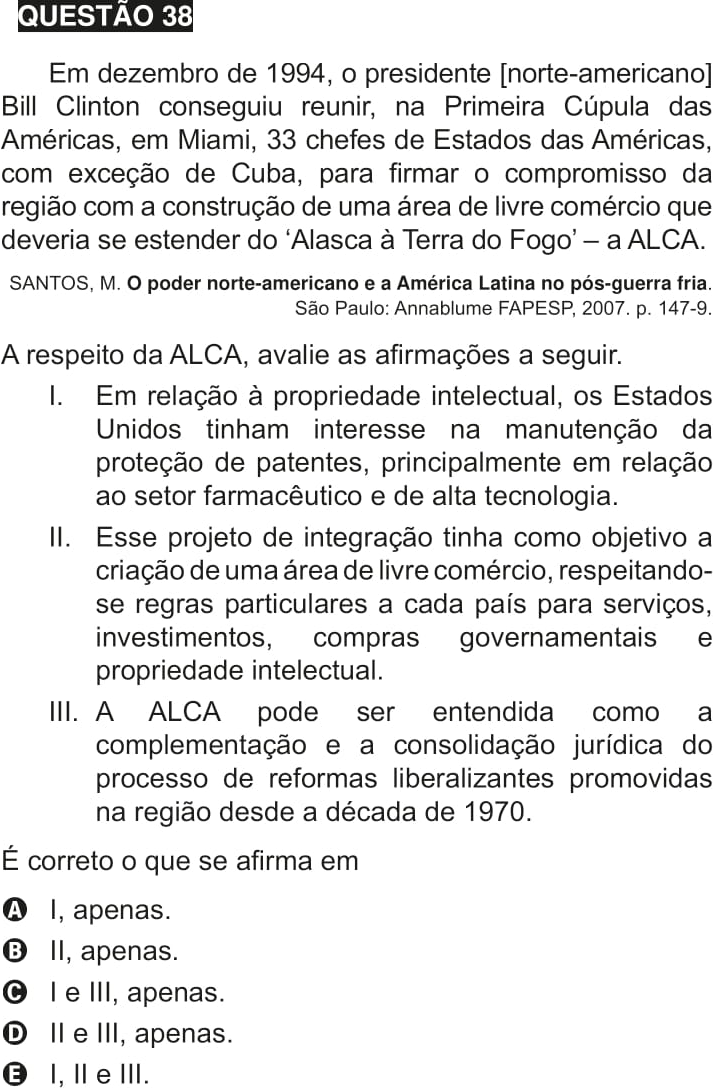 QUESTÃO 38
Em dezembro de 1994, o presidente [norte-americano]
Bill Clinton conseguiu reunir, na Primeira Cúpula das
Américas, em Miami, 33 chefes de Estados das Américas,
com exceção de Cuba, para firmar o compromisso da
região com a construção de uma área de livre comércio que
deveria se estender do ‘Alasca à Terra do Fogo’ – a ALCA.
SANTOS, M. O poder norte-americano e a América Latina no pós-guerra fria.
São Paulo: Annablume FAPESP, 2007. p. 147-9.
A respeito da ALCA, avalie as afirmações a seguir.
I. Em relação à propriedade intelectual, os Estados
Unidos tinham interesse na manutenção da
proteção de patentes, principalmente em relação
ao setor farmacêutico e de alta tecnologia.
II. Esse projeto de integração tinha como objetivo a
criação de uma área de livre comércio, respeitando-
se regras particulares a cada país para serviços,
investimentos, compras governamentais e
propriedade intelectual.
III. A ALCA pode ser entendida como a
complementação e a consolidação jurídica do
processo de reformas liberalizantes promovidas
na região desde a década de 1970.
É correto o que se afirma em
A I, apenas.
B II, apenas.
C I e III, apenas.
D II e III, apenas.
E I, II e III.